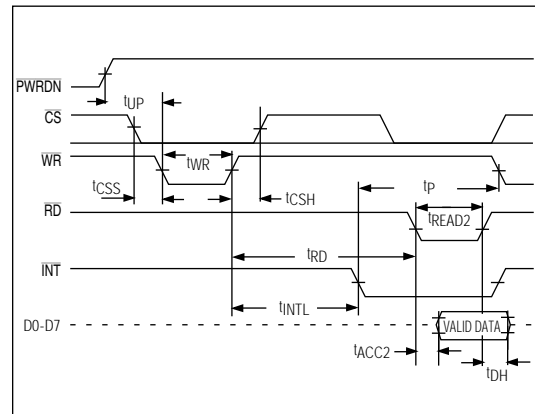 PWRDN
tUP
CS
tWR
WR
tCSS
tCSH
tP
RD
tREAD2
tRD
INT
tINTL
D0-D7
VALID DATA
tACC2
tDH